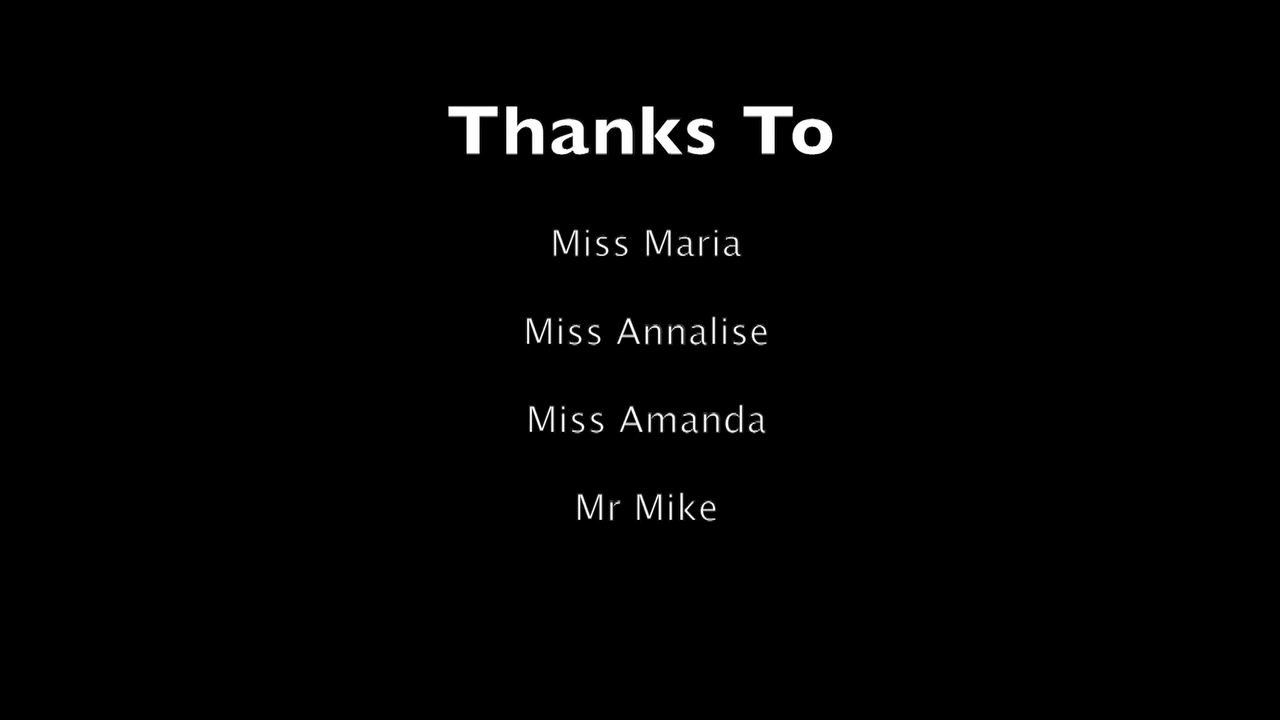 Thanks To
Miss Maria
Miss Annalise
Miss Amanda
Mr Mike